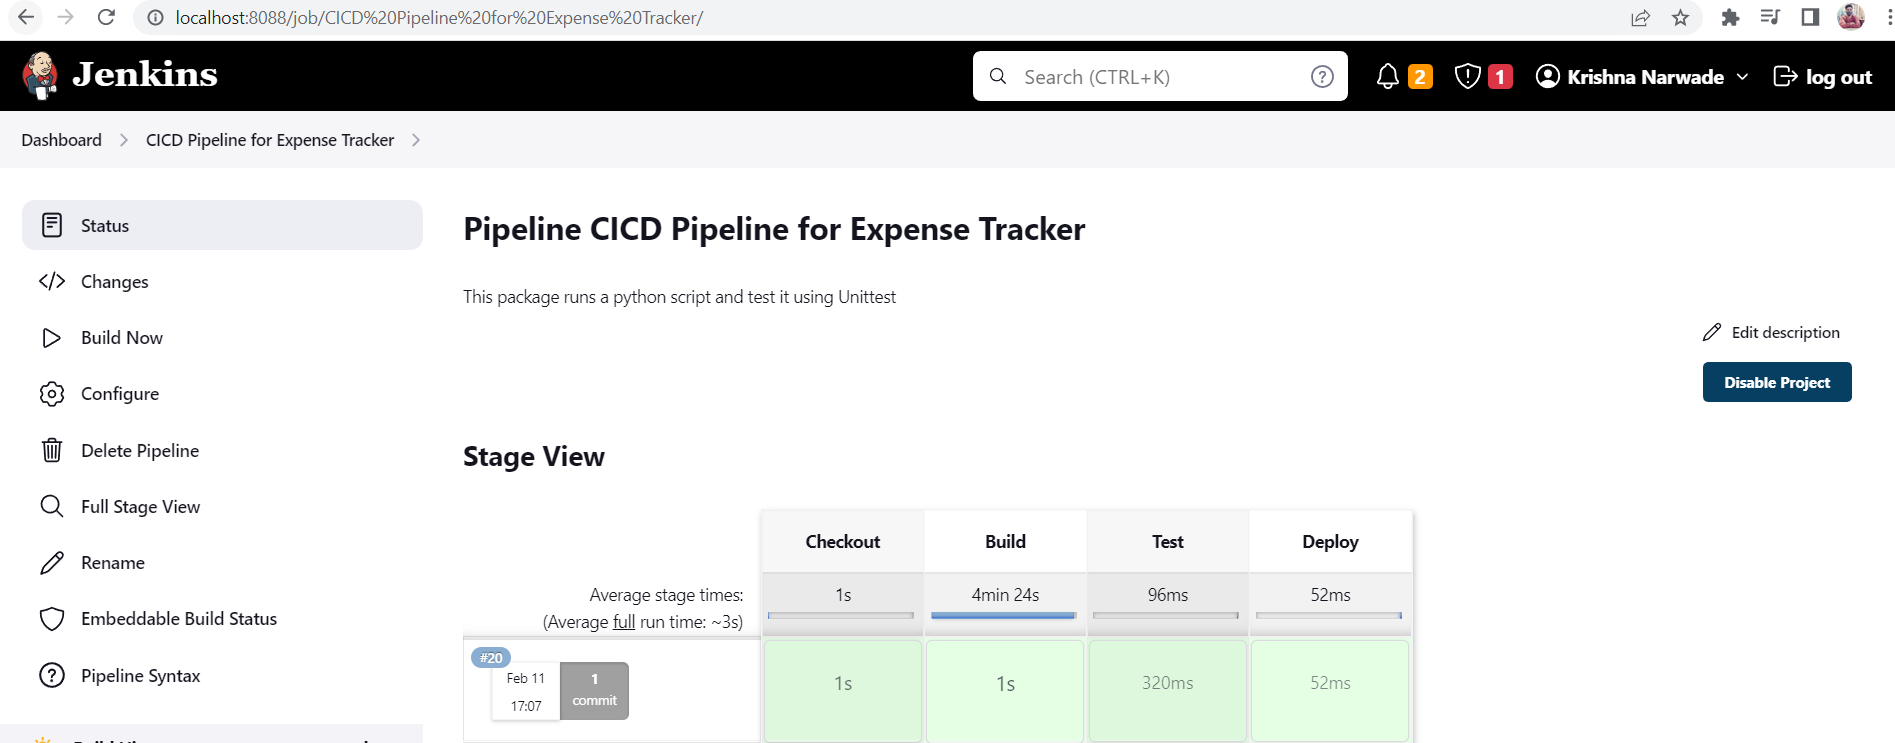 localhost:8088/job/CICD%20Pipeline%20for%20Expense%20Tracker/
Jenkins
Search (CTRL+K)
2
1
Krishna Narwade
log out
Dashboard
CICD Pipeline for Expense Tracker
Status
Changes
Build Now
Configure
Delete Pipeline
Full Stage View
Rename
Embeddable Build Status
Pipeline Syntax
Pipeline CICD Pipeline for Expense Tracker
This package runs a python script and test it using Unittest
Edit description
Disable Project
Stage View
Checkout Build Test Deploy
Average stage times: 1s 4min 24s 96ms 52ms
(Average full run time: ~3s)
#20
Feb 11
17:07
1
commit
1s 1s 320ms 52ms